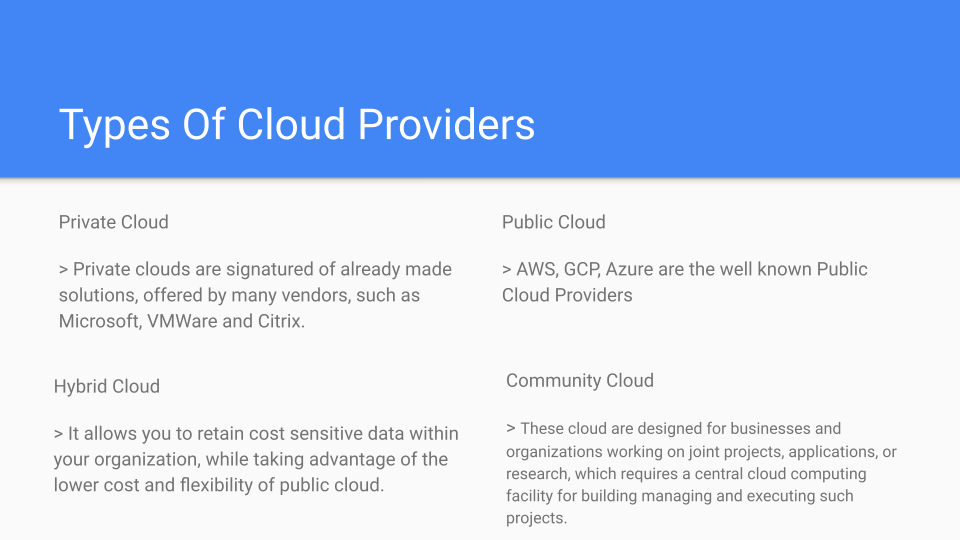 Types Of Cloud Providers
Private Cloud
> Private clouds are signatured of already made
solutions, offered by many vendors, such as
Microsoft, VMWare and Citrix.
Public Cloud
> AWS, GCP, Azure are the well known Public
Cloud Providers
Hybrid Cloud
> It allows you to retain cost sensitive data within
your organization, while taking advantage of the
lower cost and flexibility of public cloud.
Community Cloud
> These cloud are designed for businesses and
organizations working on joint projects, applications, or
research, which requires a central cloud computing
facility for building managing and executing such
projects.